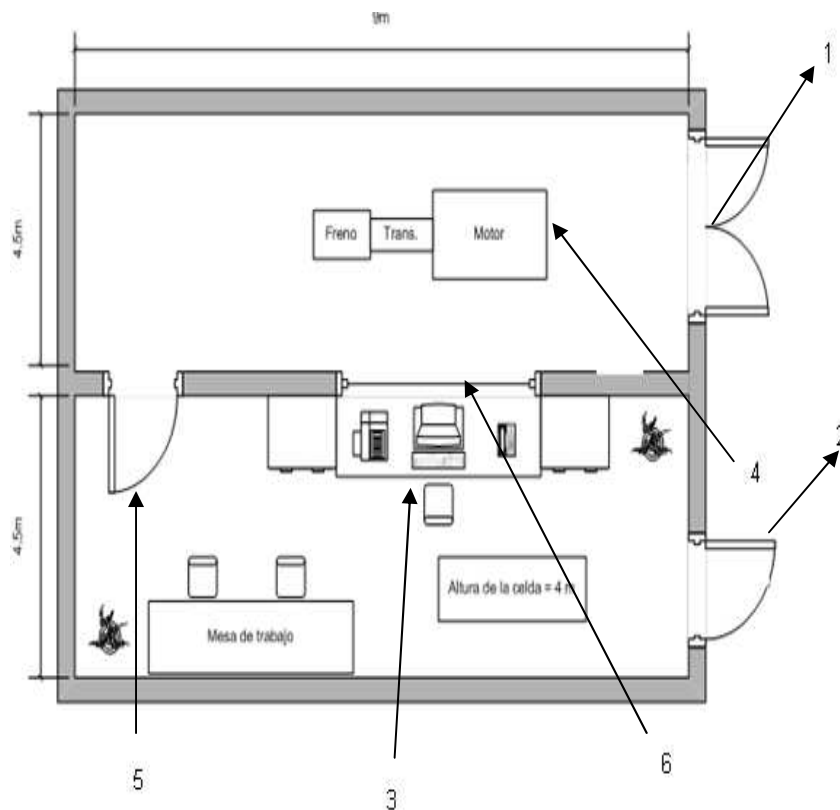 9m
1
4.5m
Freno
Trans.
Motor
2
4
4.5m
Altura de la celda = 4 m
Mesa de trabajo
5
3
6